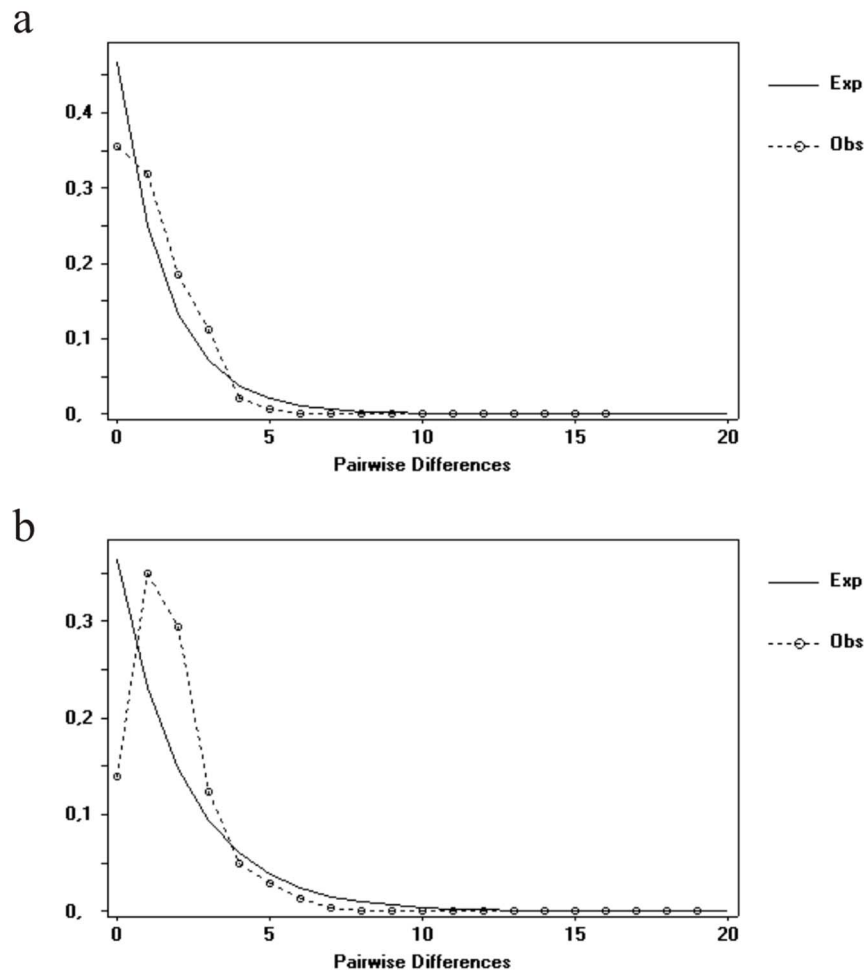 a
0,4
0,3
0,2
0,1
0,
0 5 10 15 20
Pairwise Differences
Exp
Obs
b
0,3
0,2
0,1
0,
0 5 10 15 20
Pairwise Differences
Exp
Obs